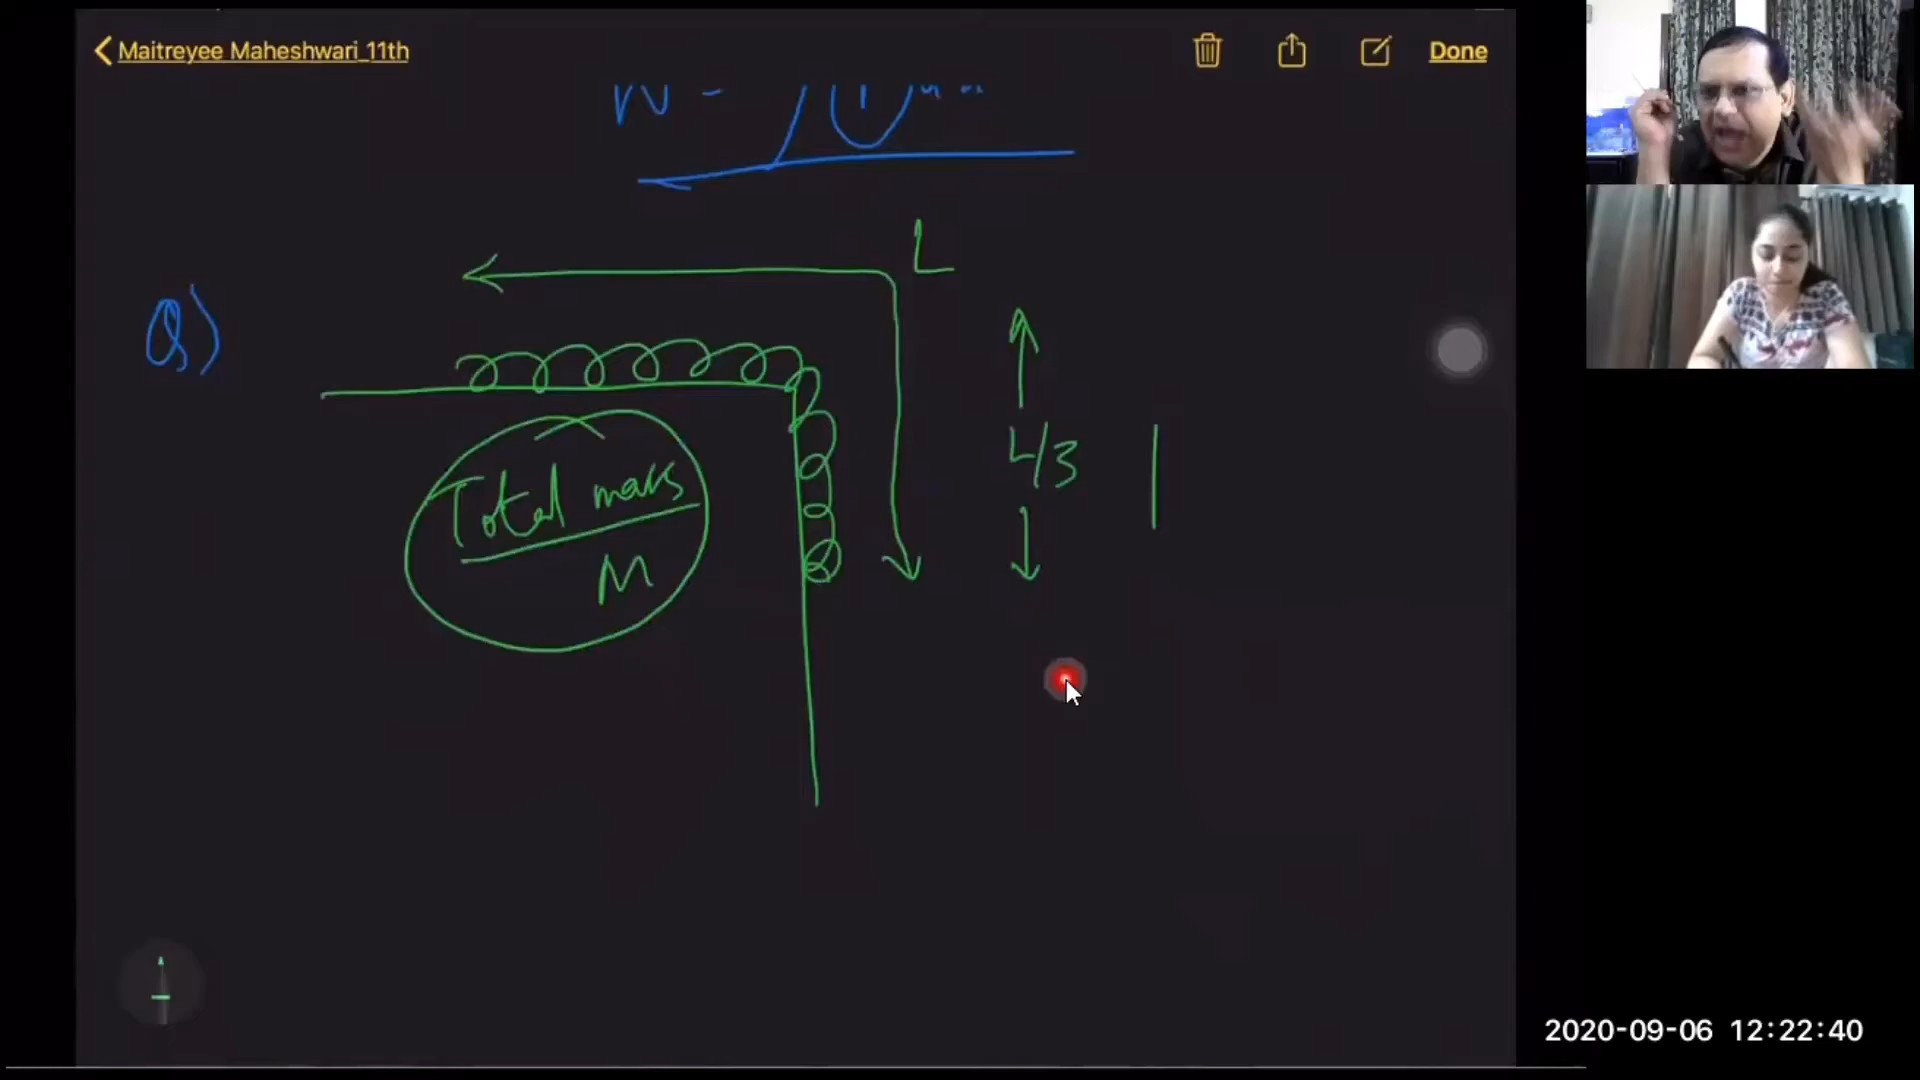 Maitreyee Maheshwari_11th
Done
L
Q)
L/3
Total mass
M
2020-09-06 12:22:40